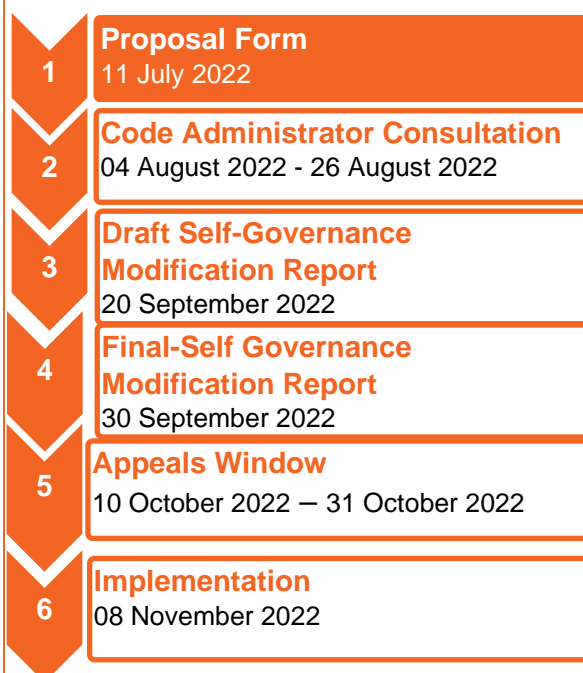 1
Proposal Form
11 July 2022
2
Code Administrator Consultation
04 August 2022 - 26 August 2022
3
Draft Self-Governance
Modification Report
20 September 2022
4
Final-Self Governance
Modification Report
30 September 2022
5
Appeals Window
10 October 2022 – 31 October 2022
6
Implementation
08 November 2022